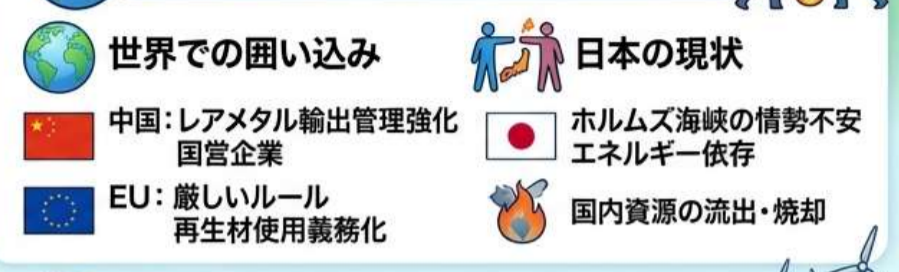 世界での囲い込み
中国：レアメタル輸出管理強化
国営企業
EU：厳しいルール
再生材使用義務化
日本の現状
ホルムズ海峡の情勢不安
エネルギー依存
国内資源の流出・焼却